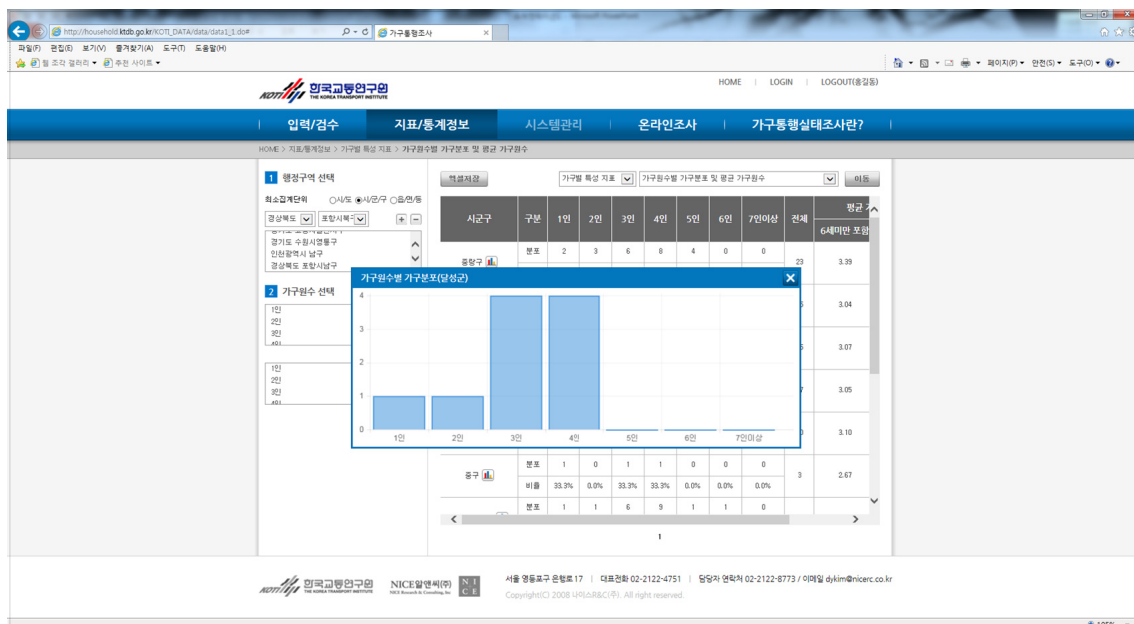 http://household.ktdb.go.kr/KOTI_DATA/data/data1_1.do#
가구통행조사
파일(F) 편집(E) 보기(V) 즐겨찾기(A) 도구(T) 도움말(H)
웹 조각 갤러리 추천 사이트
페이지(P) 안전(S) 도구(O)
KOTI 한국교통연구원
THE KOREA TRANSPORT INSTITUTE
HOME | LOGIN | LOGOUT(홍길동)
입력/검수 지표/통계정보 시스템관리 온라인조사 가구통행실태조사란?
HOME > 지표/통계정보 > 가구별 특성 지표 > 가구원수별 가구분포 및 평균 가구원수
1 행정구역 선택
최소집계단위 시/도 시/군/구 읍/면/동
경상북도 포항시북구
경기도 수원시영통구
인천광역시 남구
경상북도 포항시남구
2 가구원수 선택
1인
2인
3인
4인
1인
2인
3인
4인
엑셀저장 가구별 특성 지표 가구원수별 가구분포 및 평균 가구원수 이동
시군구 구분 1인 2인 3인 4인 5인 6인 7인이상 전체
6세미만 포함
중랑구 분포 2 3 6 8 4 0 0 23 3.39
3.04
3.07
3.05
3.10
가구원수별 가구분포(달성군)
4
3
2
1
0
1인 2인 3인 4인 5인 6인 7인이상
중구 분포 1 0 1 1 0 0 0 3 2.67
비율 33.3% 0.0% 33.3% 33.3% 0.0% 0.0% 0.0%
분포 1 1 6 9 1 1 0
1
KOTI 한국교통연구원
THE KOREA TRANSPORT INSTITUTE
NICE알앤씨(주)
NICE Research & Consulting, Inc
NICE
서울 영등포구 은행로 17 | 대표전화 02-2122-4751 | 담당자 연락처 02-2122-8773 / 이메일 dykim@nicerc.co.kr
Copyright(C) 2008 나이스R&C(주). All right reserved.